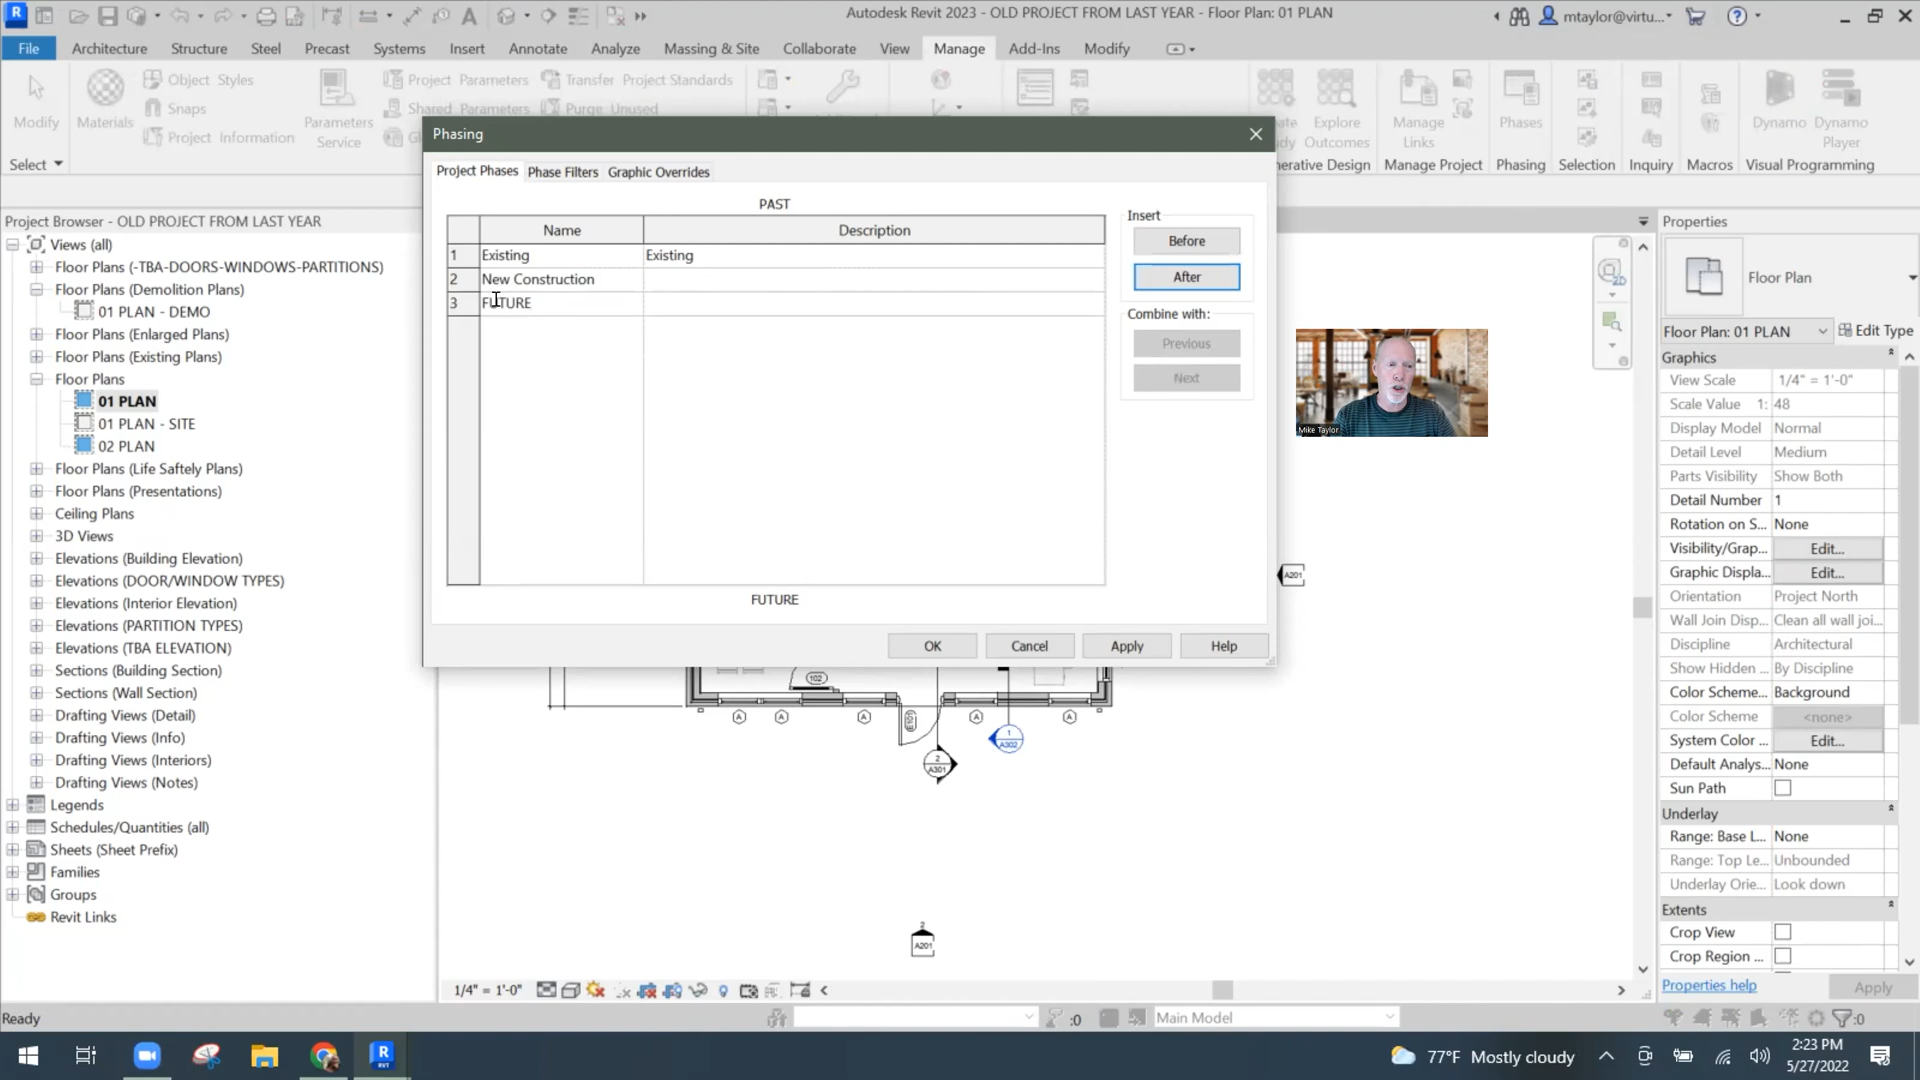 Autodesk Revit 2023 - OLD PROJECT FROM LAST YEAR - Floor Plan: 01 PLAN
mtaylor@virtu...
File Architecture Structure Steel Precast Systems Insert Annotate Analyze Massing & Site Collaborate View Manage Add-Ins Modify
Object Styles
Snaps
Project Information
Project Parameters
Shared Parameters
Transfer Project Standards
Purge Unused
Modify
Materials
Parameters
Service
Explore
Outcomes
Manage
Links
Phases
Dynamo
Dynamo
Player
Select
nerative Design
Manage Project
Phasing
Selection
Inquiry
Macros
Visual Programming
Project Browser - OLD PROJECT FROM LAST YEAR
Views (all)
Floor Plans (-TBA-DOORS-WINDOWS-PARTITIONS)
Floor Plans (Demolition Plans)
01 PLAN - DEMO
Floor Plans (Enlarged Plans)
Floor Plans (Existing Plans)
Floor Plans
01 PLAN
01 PLAN - SITE
02 PLAN
Floor Plans (Life Saftely Plans)
Floor Plans (Presentations)
Ceiling Plans
3D Views
Elevations (Building Elevation)
Elevations (DOOR/WINDOW TYPES)
Elevations (Interior Elevation)
Elevations (PARTITION TYPES)
Elevations (TBA ELEVATION)
Sections (Building Section)
Sections (Wall Section)
Drafting Views (Detail)
Drafting Views (Info)
Drafting Views (Interiors)
Drafting Views (Notes)
Legends
Schedules/Quantities (all)
Sheets (Sheet Prefix)
Families
Groups
Revit Links
Phasing
Project Phases Phase Filters Graphic Overrides
PAST
Name Description
1 Existing Existing
2 New Construction
3 FUTURE
FUTURE
Insert
Before
After
Combine with:
Previous
Next
OK Cancel Apply Help
Mike Taylor
A201
102
E101
A A A A A
1
A302
2
A301
2
A201
Properties
Floor Plan
Floor Plan: 01 PLAN Edit Type
Graphics
View Scale 1/4" = 1'-0"
Scale Value 1: 48
Display Model Normal
Detail Level Medium
Parts Visibility Show Both
Detail Number 1
Rotation on S... None
Visibility/Grap... Edit...
Graphic Displa... Edit...
Orientation Project North
Wall Join Disp... Clean all wall joi...
Discipline Architectural
Show Hidden ... By Discipline
Color Scheme... Background
Color Scheme <none>
System Color ... Edit...
Default Analys... None
Sun Path
Underlay
Range: Base L... None
Range: Top Le... Unbounded
Underlay Orie... Look down
Extents
Crop View
Crop Region ...
Properties help Apply
1/4" = 1'-0"
Ready
:0
Main Model
:0
77°F Mostly cloudy
2:23 PM
5/27/2022